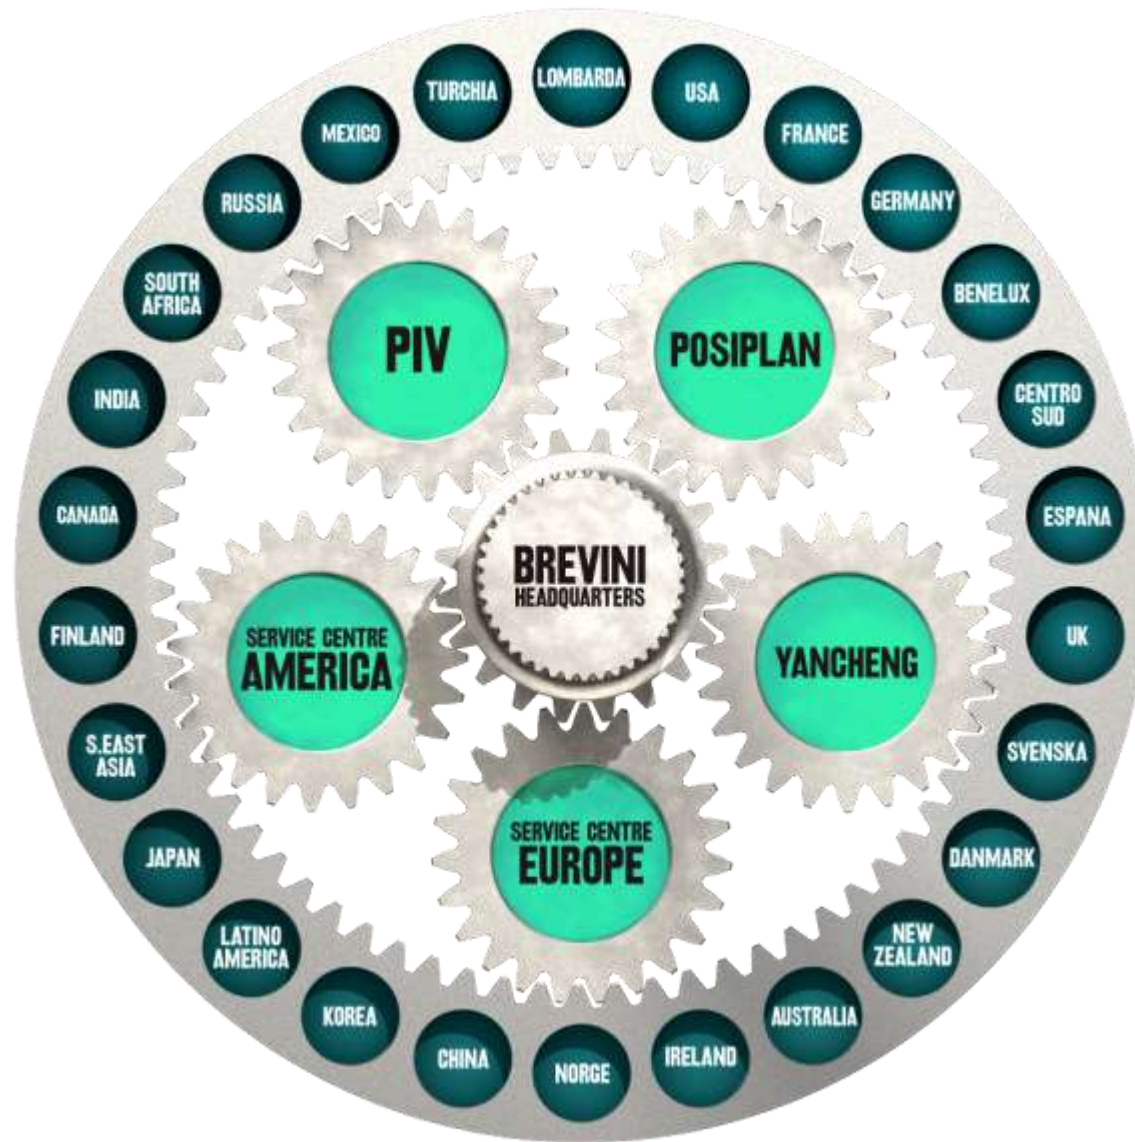 LOMBARDA
USA
FRANCE
GERMANY
BENELUX
CENTRO
SUD
ESPANA
UK
SVENSKA
DANMARK
NEW
ZEALAND
AUSTRALIA
IRELAND
NORGE
CHINA
KOREA
LATINO
AMERICA
JAPAN
S.EAST
ASIA
FINLAND
CANADA
INDIA
SOUTH
AFRICA
RUSSIA
MEXICO
TURCHIA
PIV
POSIPLAN
BREVINI
HEADQUARTERS
SERVICE CENTRE
AMERICA
YANCHENG
SERVICE CENTRE
EUROPE